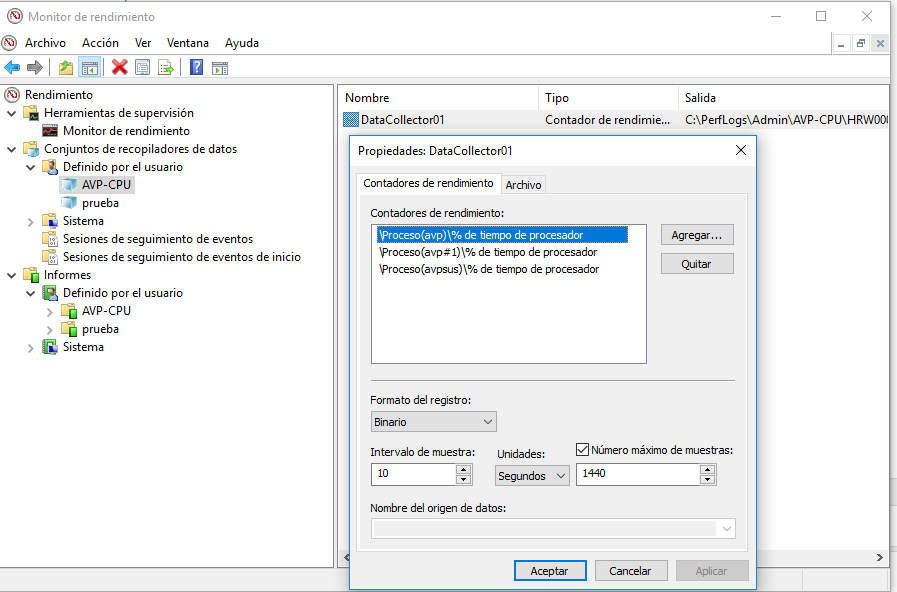 Monitor de rendimiento
Archivo Acción Ver Ventana Ayuda
Rendimiento
Herramientas de supervisión
Monitor de rendimiento
Conjuntos de recopiladores de datos
Definido por el usuario
AVP-CPU
prueba
Sistema
Sesiones de seguimiento de eventos
Sesiones de seguimiento de eventos de inicio
Informes
Definido por el usuario
AVP-CPU
prueba
Sistema
Nombre Tipo Salida
DataCollector01 Contador de rendimie... C:\PerfLogs\Admin\AVP-CPU\HRW000
Propiedades: DataCollector01
Contadores de rendimiento Archivo
Contadores de rendimiento:
\Proceso(avp)\% de tiempo de procesador
\Proceso(avp#1)\% de tiempo de procesador
\Proceso(avpsus)\% de tiempo de procesador
Agregar...
Quitar
Formato del registro:
Binario
Intervalo de muestra: Unidades: Número máximo de muestras:
10 Segundos 1440
Nombre del origen de datos:
Aceptar Cancelar Aplicar